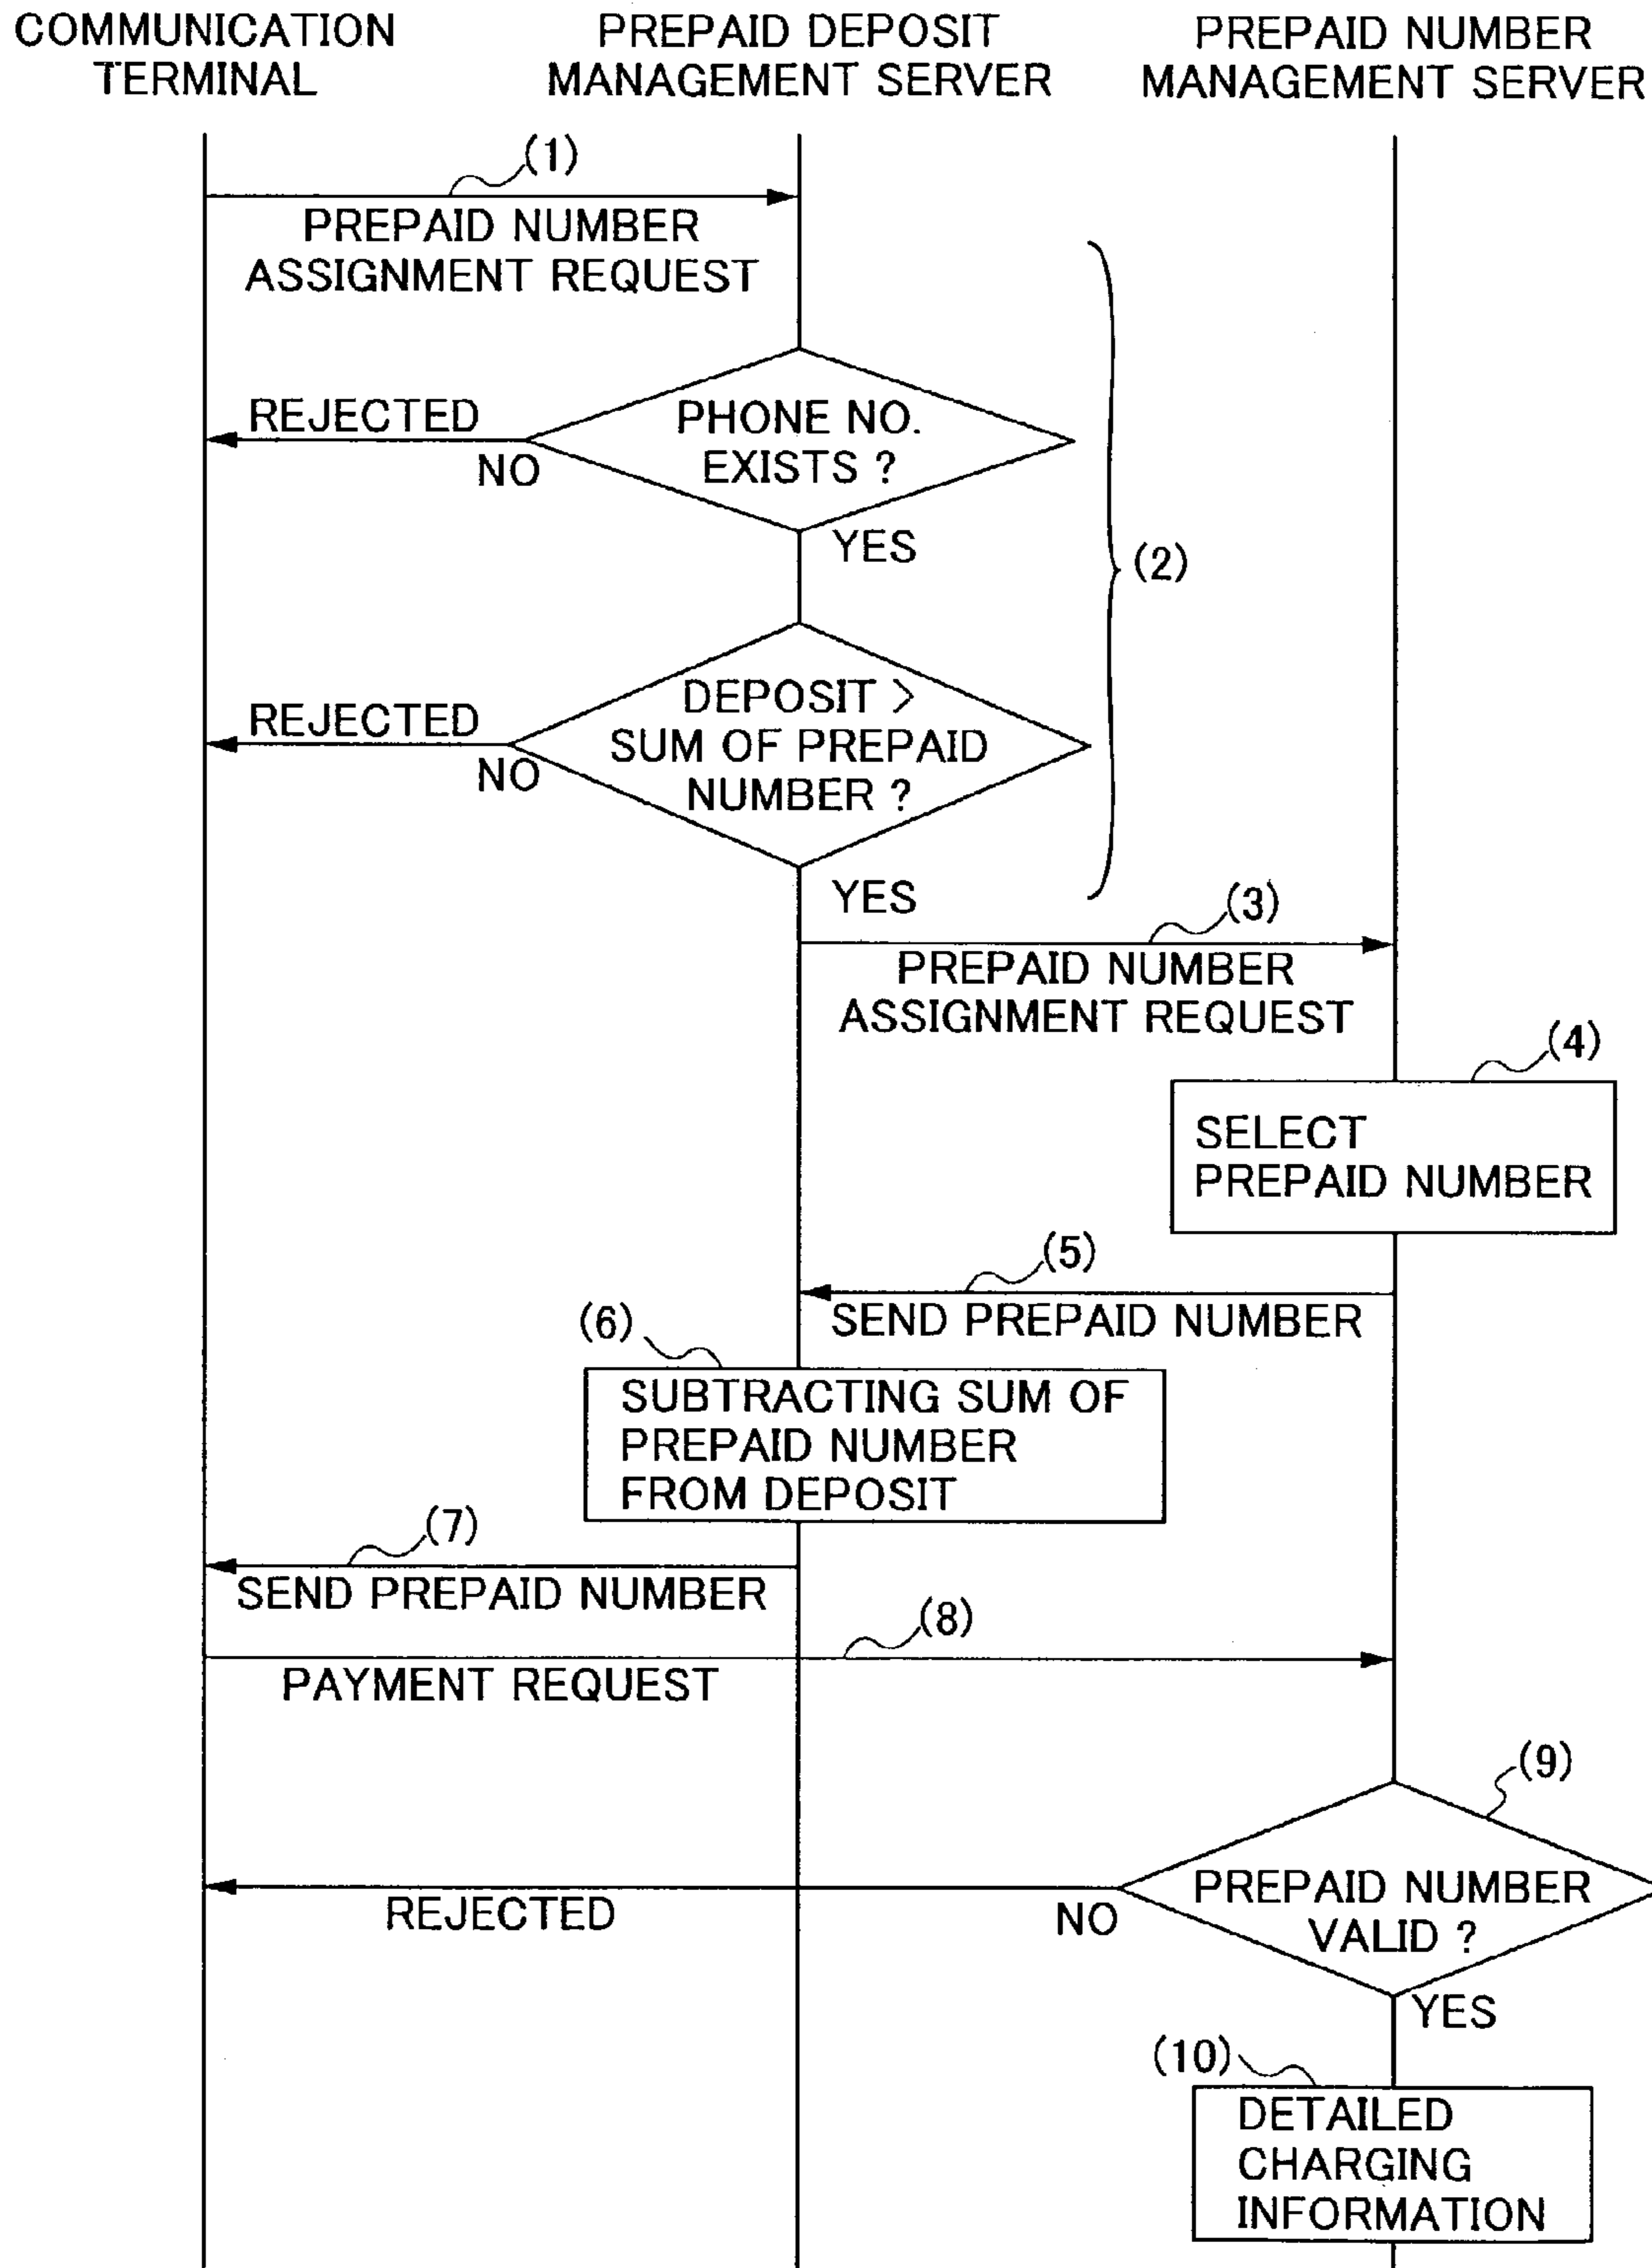 COMMUNICATION
TERMINAL
PREPAID DEPOSIT
MANAGEMENT SERVER
PREPAID NUMBER
MANAGEMENT SERVER
(1)
PREPAID NUMBER
ASSIGNMENT REQUEST
REJECTED
NO
PHONE NO.
EXISTS ?
YES
(2)
REJECTED
NO
DEPOSIT >
SUM OF PREPAID
NUMBER ?
YES
(3)
PREPAID NUMBER
ASSIGNMENT REQUEST
(4)
SELECT
PREPAID NUMBER
(5)
SEND PREPAID NUMBER
(6)
SUBTRACTING SUM OF
PREPAID NUMBER
FROM DEPOSIT
(7)
SEND PREPAID NUMBER
(8)
PAYMENT REQUEST
(9)
PREPAID NUMBER
VALID ?
REJECTED
NO
YES
(10)
DETAILED
CHARGING
INFORMATION